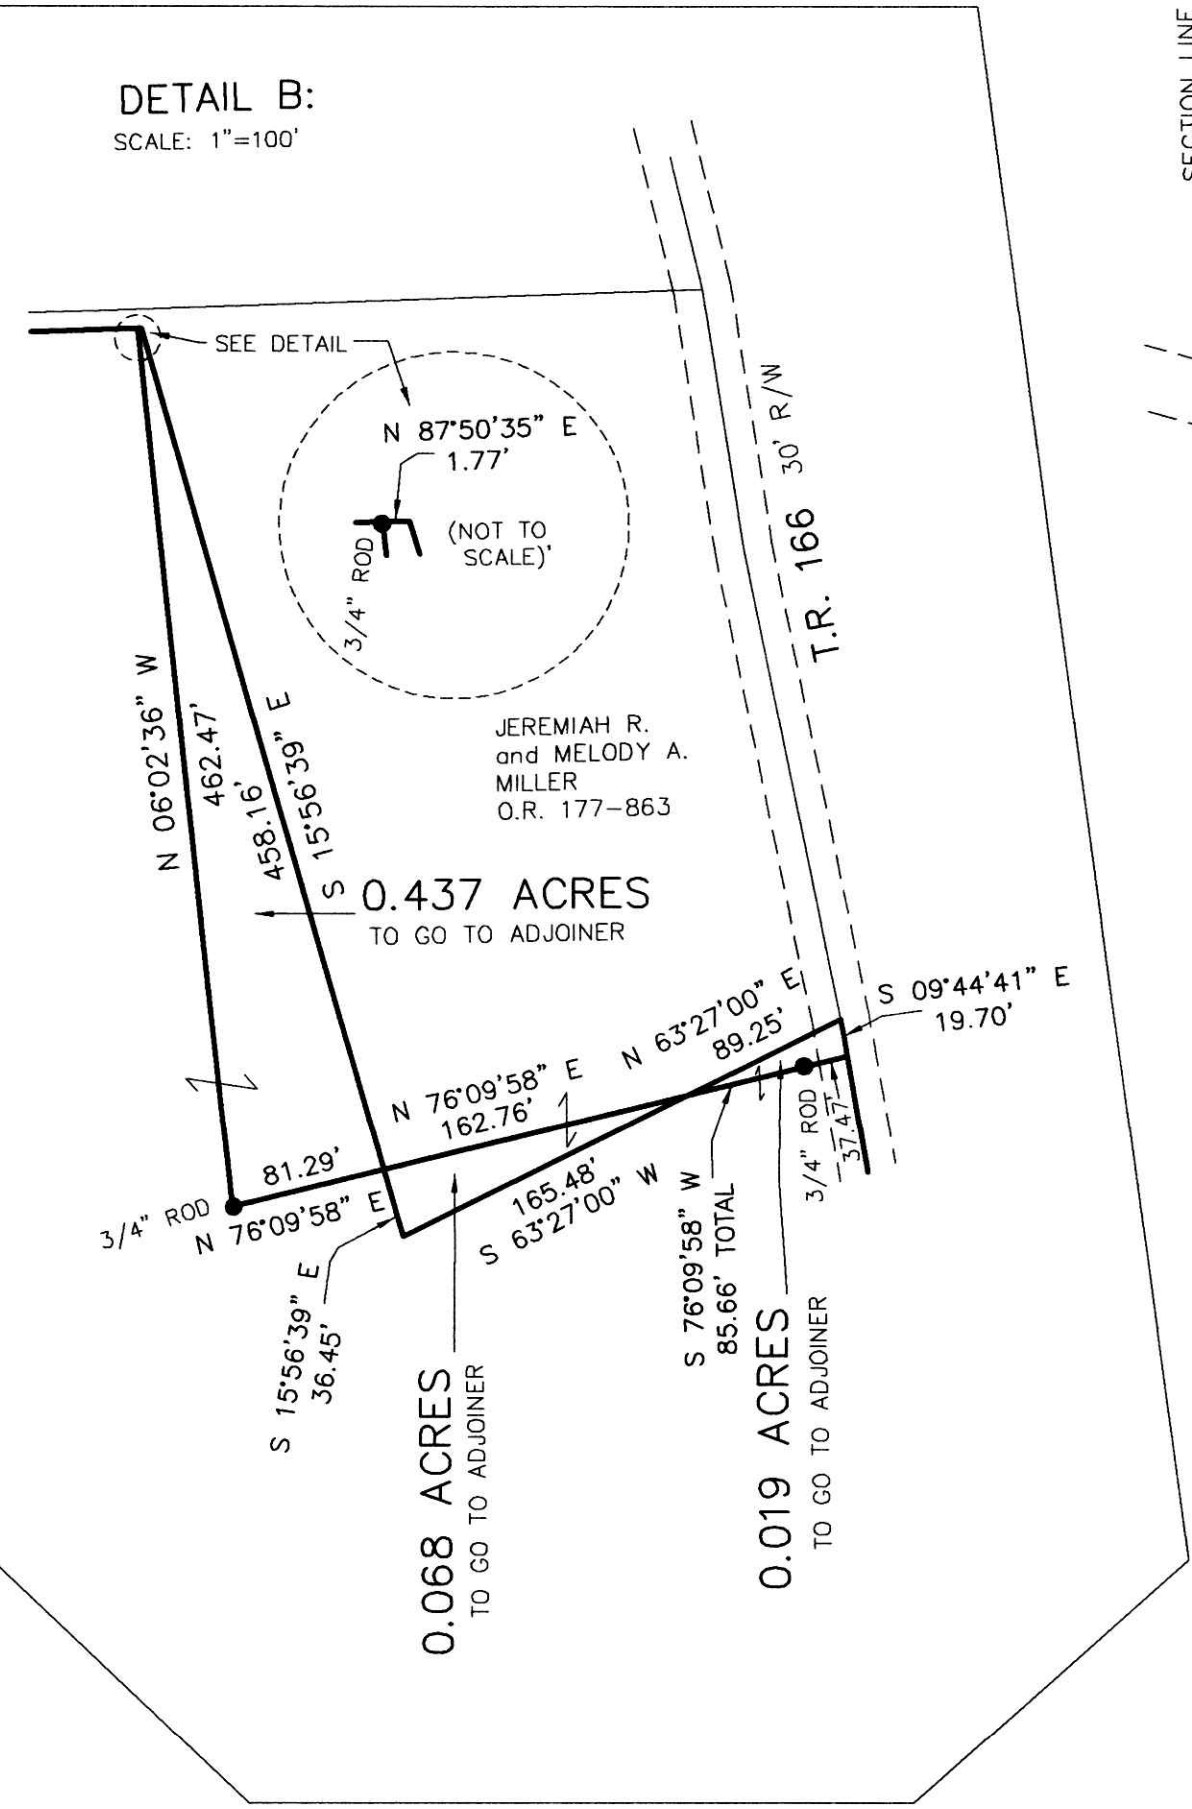 SECTION LINE
DETAIL B:
SCALE: 1"=100'
SEE DETAIL
N 87°50'35" E
1.77'
(NOT TO
SCALE)'
3/4" ROD
30' R/W
T.R. 166
N 06°02'36" W
462.47'
458.16'
S 15°56'39" E
JEREMIAH R.
and MELODY A.
MILLER
O.R. 177-863
0.437 ACRES
TO GO TO ADJOINER
N 63°27'00" E
89.25'
S 09°44'41" E
19.70'
N 76°09'58" E
162.76'
81.29'
3/4" ROD
N 76°09'58" E
165.48'
S 63°27'00" W
3/4" ROD
37.47'
S 76°09'58" W
85.66' TOTAL
S 15°56'39" E
36.45'
0.068 ACRES
TO GO TO ADJOINER
0.019 ACRES
TO GO TO ADJOINER